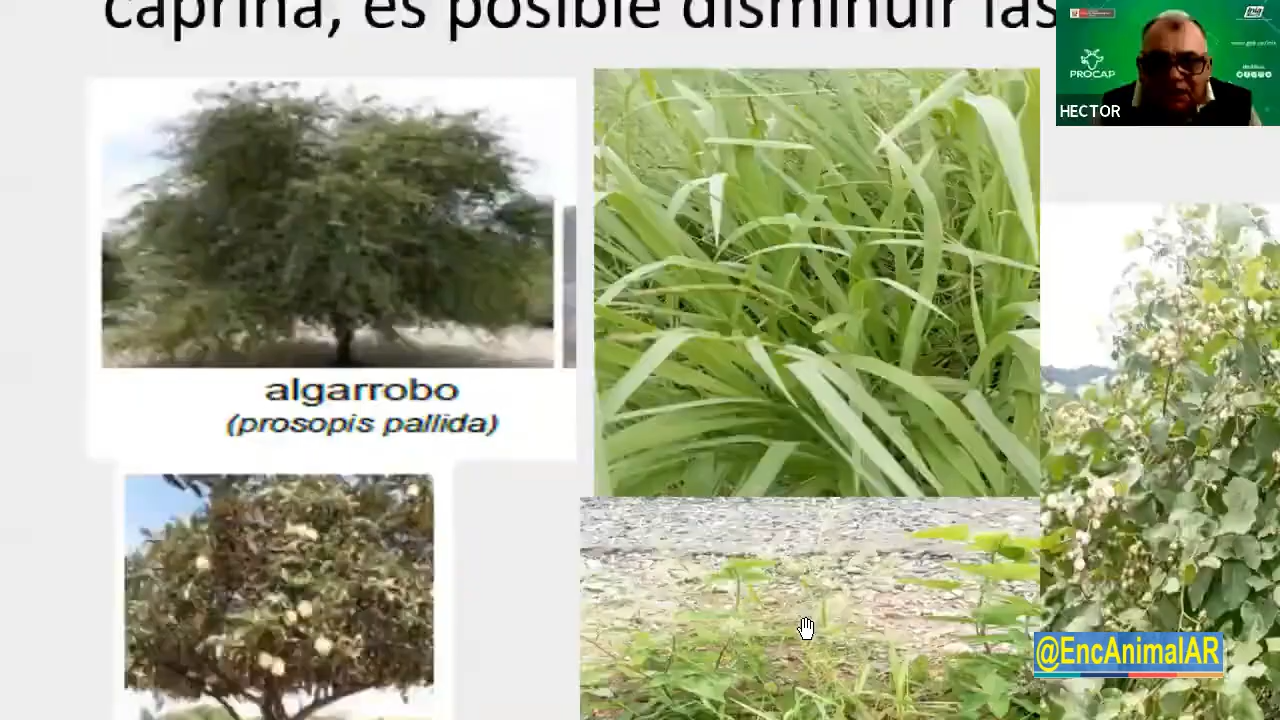 caprina, es posible disminuir las
PROCAP
HECTOR
algarrobo
(prosopis pallida)
@EncAnimalAR